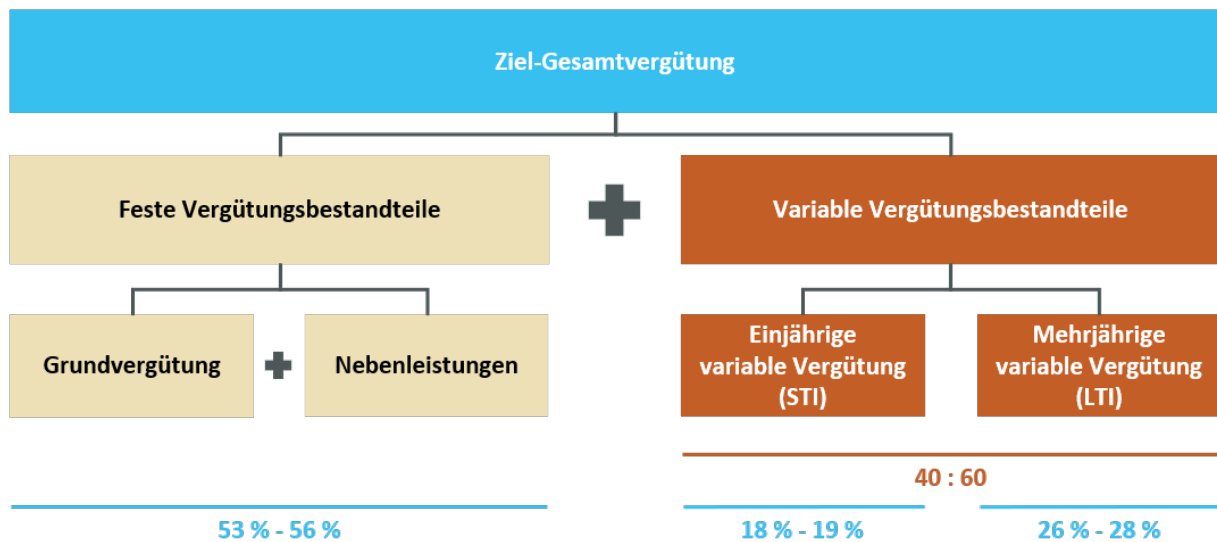 Ziel-Gesamtvergütung
Feste Vergütungsbestandteile
Variable Vergütungsbestandteile
Grundvergütung
Nebenleistungen
Einjährige
variable Vergütung
(STI)
Mehrjährige
variable Vergütung
(LTI)
40 : 60
53 % - 56 %
18 % - 19 %
26 % - 28 %